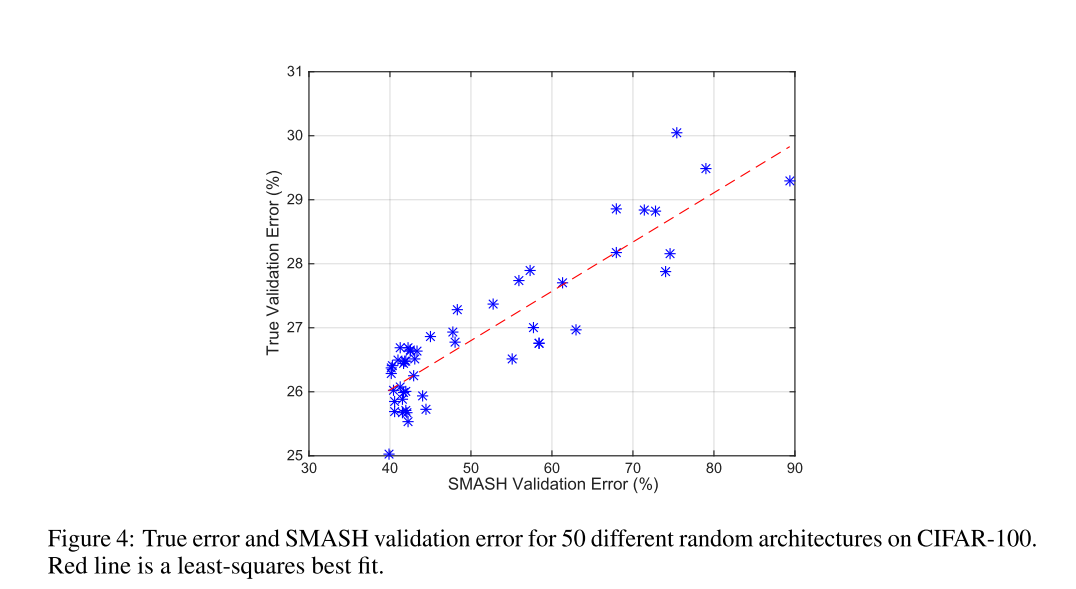 31
30
29
28
27
26
25
True Validation Error (%)
30 40 50 60 70 80 90
SMASH Validation Error (%)
Figure 4: True error and SMASH validation error for 50 different random architectures on CIFAR-100.
Red line is a least-squares best fit.